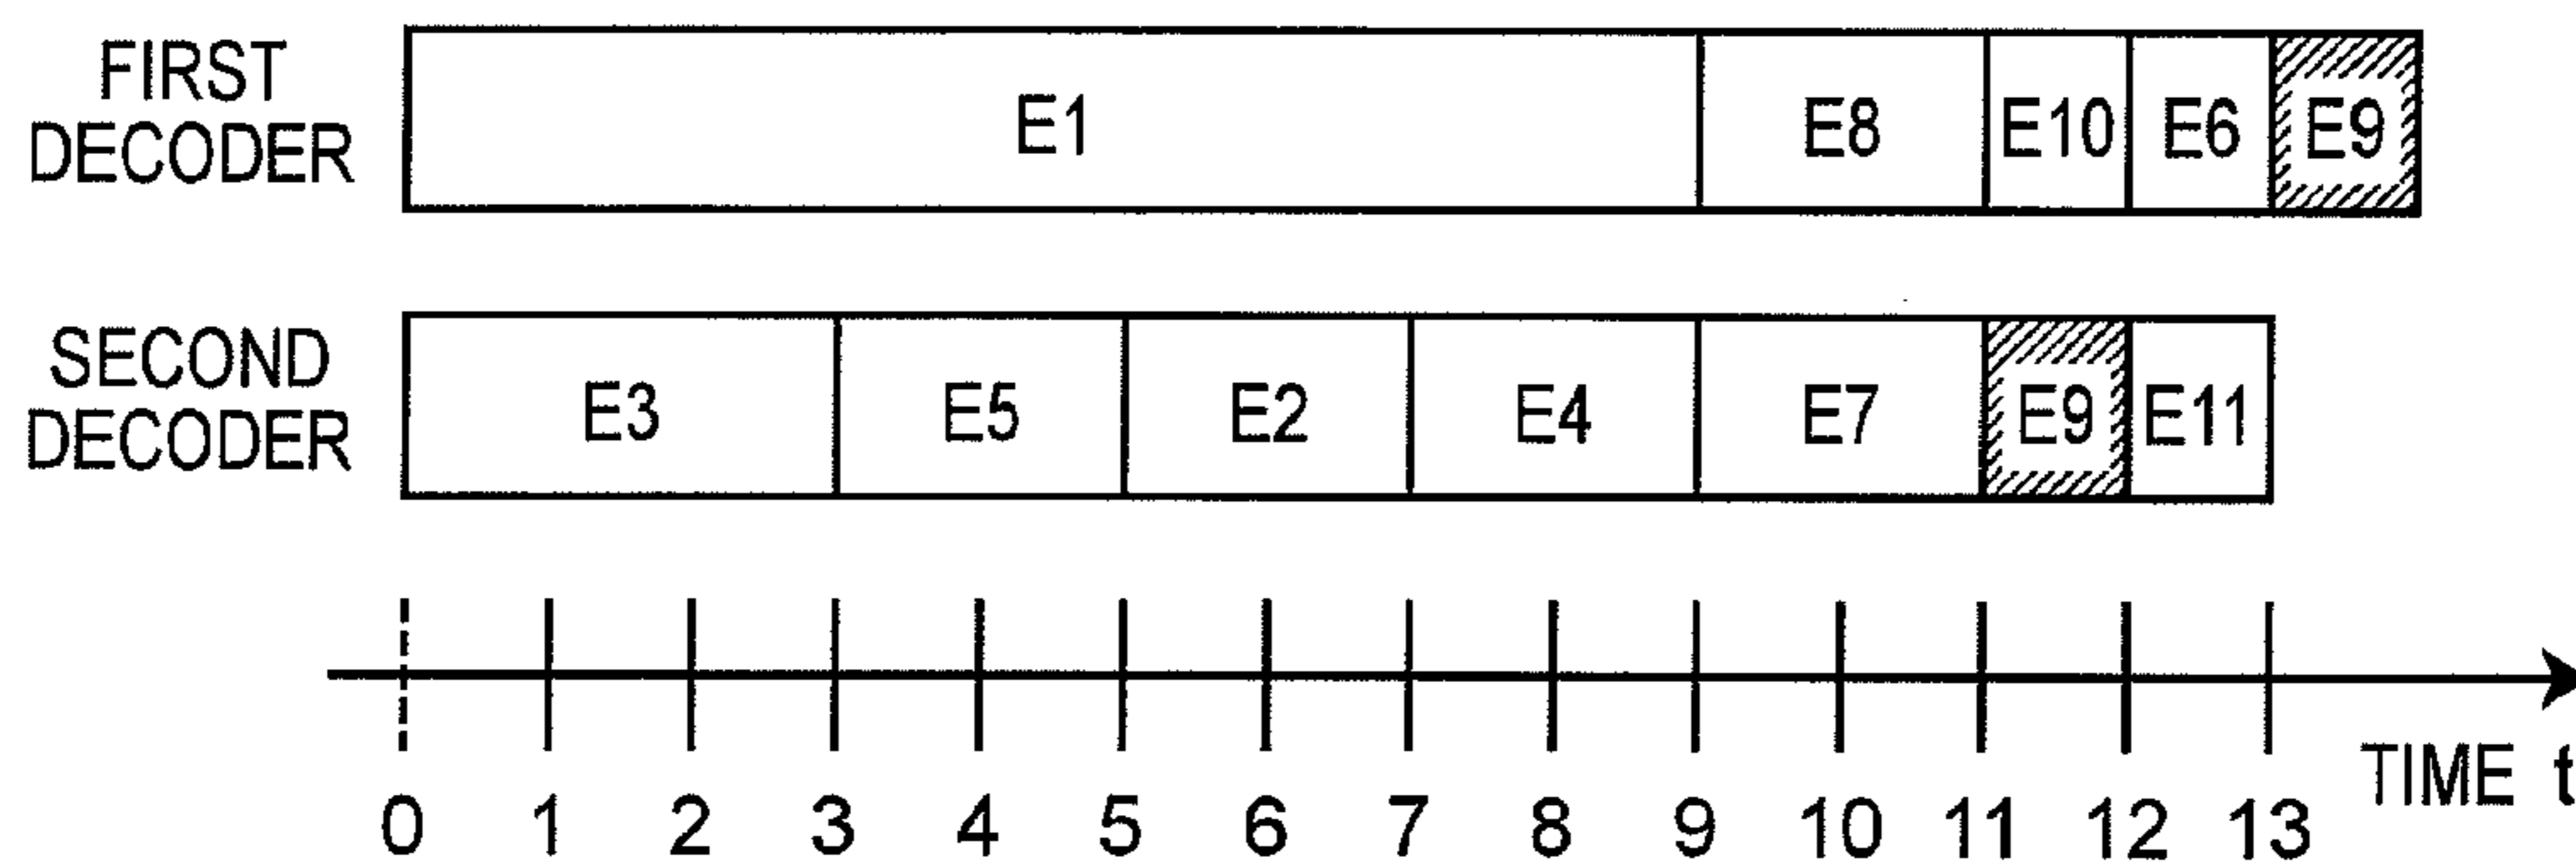 FIRST
DECODER
E1
E8
E10
E6
E9
SECOND
DECODER
E3
E5
E2
E4
E7
E9
E11
0 1 2 3 4 5 6 7 8 9 10 11 12 13
TIME t